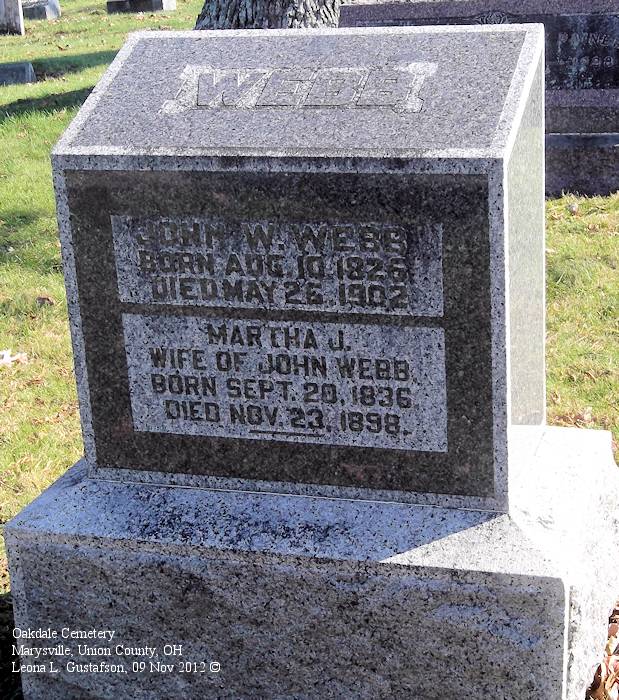 WEBB
JOHN W. WEBB
BORN AUG. 10, 1826
DIED MAY 26, 1902
MARTHA J.
WIFE OF JOHN WEBB
BORN SEPT. 20, 1836
DIED NOV. 23, 1898.
Oakdale Cemetery
Marysville, Union County, OH
Leona L. Gustafson, 09 Nov 2012 ©